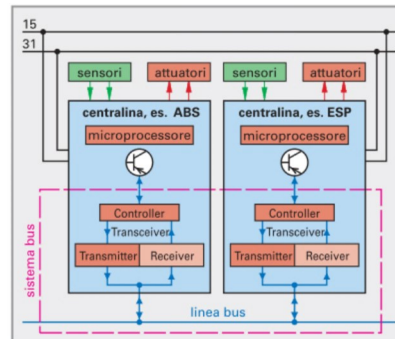 15
31
sensori
attuatori
sensori
attuatori
centralina, es. ABS
centralina, es. ESP
microprocessore
microprocessore
Controller
Controller
Transceiver
Transceiver
Transmitter
Receiver
Transmitter
Receiver
sistema bus
linea bus